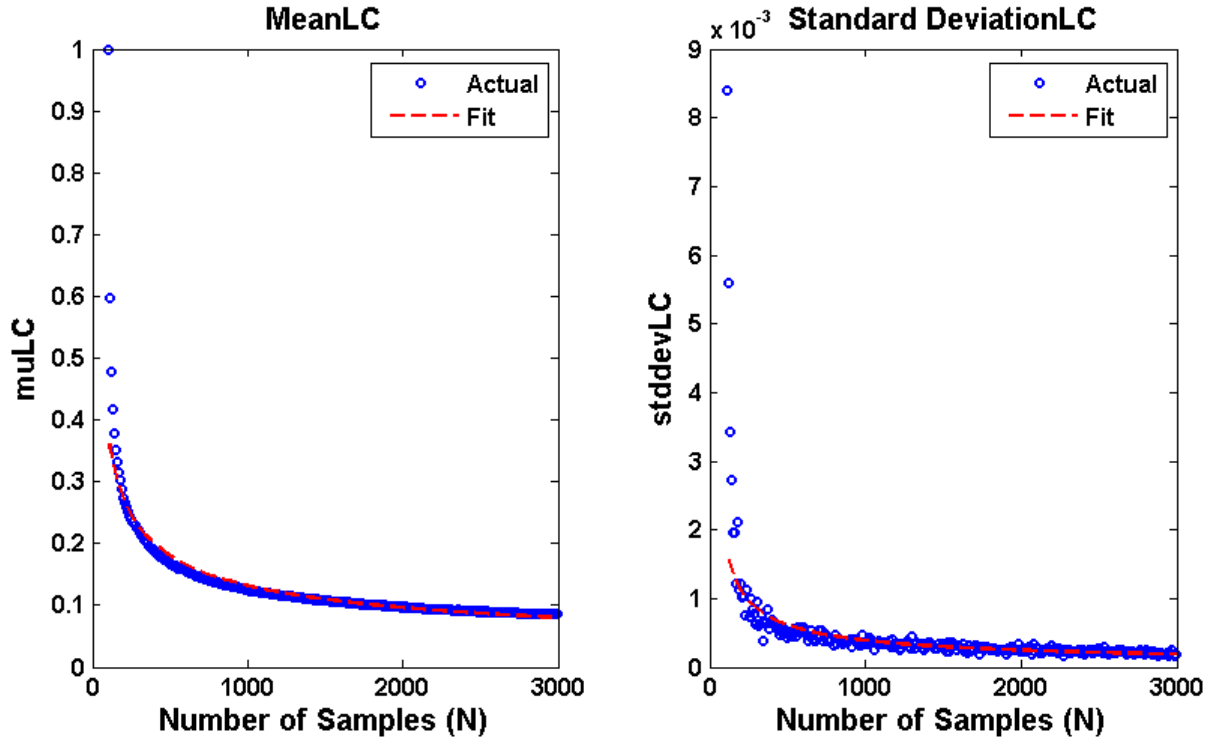 MeanLC
1
0.9
0.8
0.7
0.6
0.5
0.4
0.3
0.2
0.1
0
muLC
0
1000
2000
3000
Number of Samples (N)
Actual
Fit
Standard DeviationLC
x 10^-3
9
8
7
6
5
4
3
2
1
0
stddevLC
0
1000
2000
3000
Number of Samples (N)
Actual
Fit